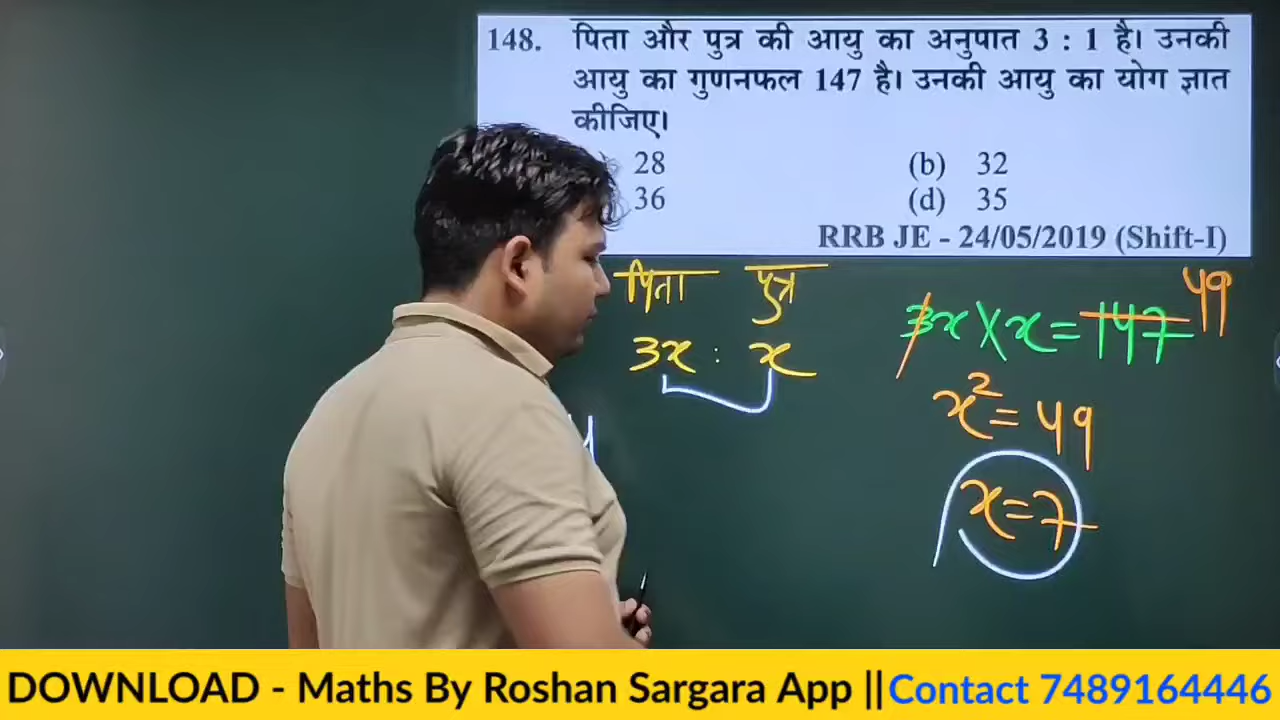 148. पिता और पुत्र की आयु का अनुपात 3 : 1 है। उनकी
आयु का गुणनफल 147 है। उनकी आयु का योग ज्ञात
कीजिए।
28 (b) 32
36 (d) 35
RRB JE - 24/05/2019 (Shift-I)
पिता पुत्र
3x : x
3x × x = 147 49
x² = 49
x = 7
DOWNLOAD - Maths By Roshan Sargara App || Contact 7489164446